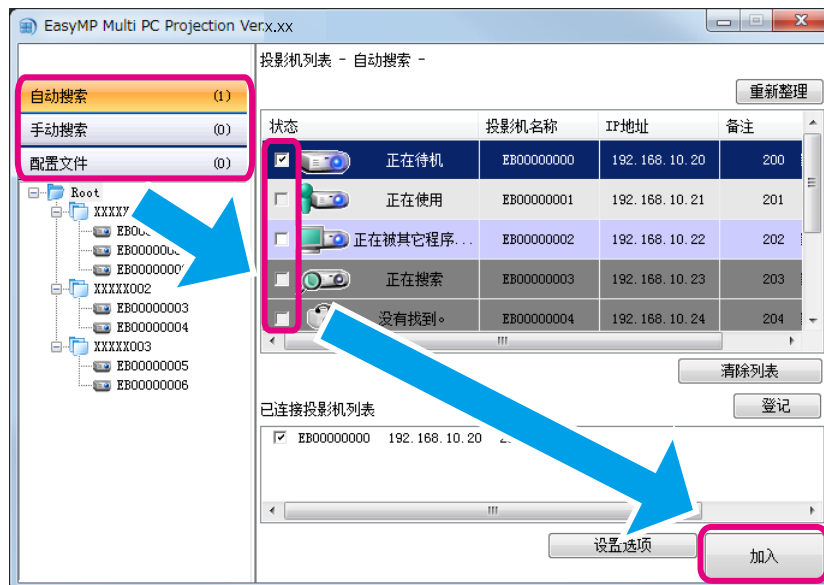 EasyMP Multi PC Projection Ver.x.xx
投影机列表 - 自动搜索 -
自动搜索 (1)
手动搜索 (0)
配置文件 (0)
重新整理
状态 投影机名称 IP地址 备注
正在待机 EB00000000 192.168.10.20 200
正在使用 EB00000001 192.168.10.21 201
正在被其它程序... EB00000002 192.168.10.22 202
正在搜索 EB00000003 192.168.10.23 203
没有找到。 EB00000004 192.168.10.24 204
Root
XXXXX002
EB00000003
EB00000004
XXXXX003
EB00000005
EB00000006
清除列表
已连接投影机列表
登记
EB00000000 192.168.10.20
设置选项
加入